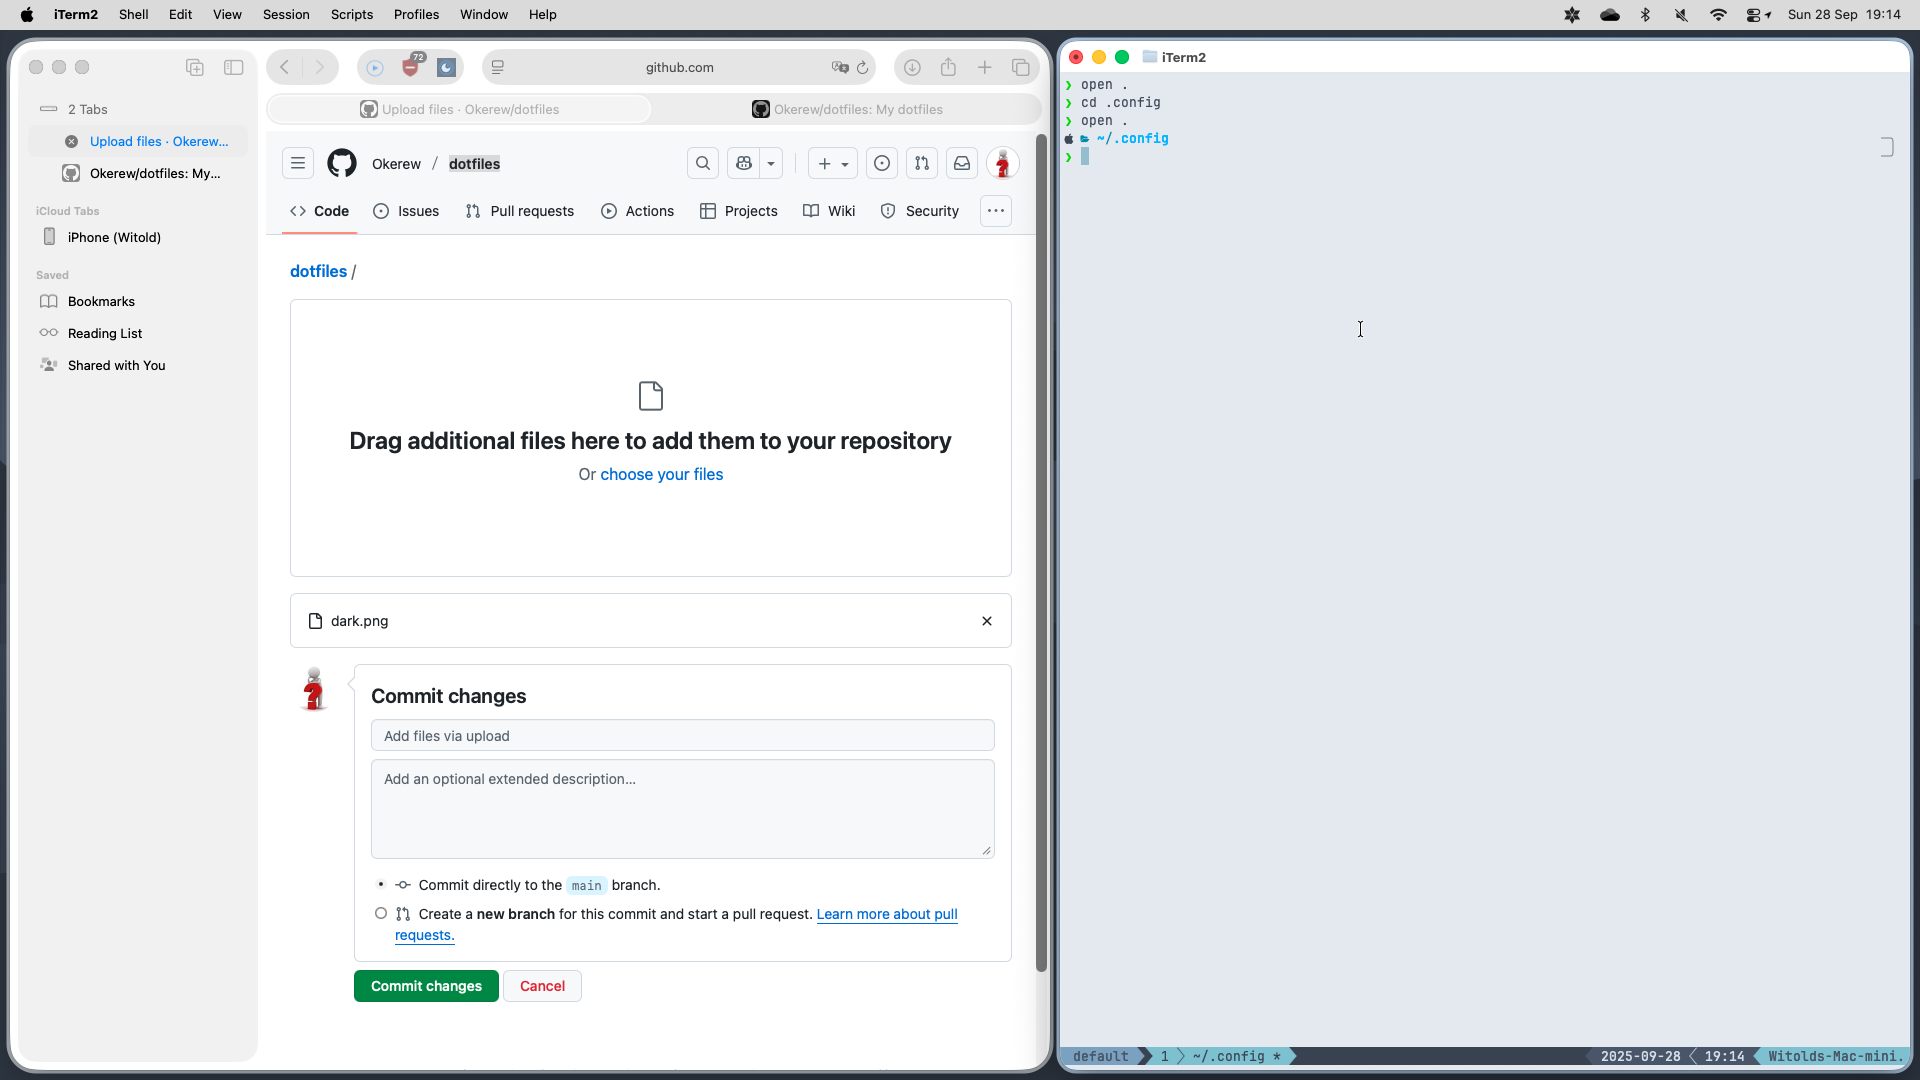 iTerm2 Shell Edit View Session Scripts Profiles Window Help
Sun 28 Sep 19:14
72
github.com
Upload files · Okerew/dotfiles
Okerew/dotfiles: My dotfiles
2 Tabs
Upload files · Okerew...
Okerew/dotfiles: My...
iCloud Tabs
iPhone (Witold)
Saved
Bookmarks
Reading List
Shared with You
Okerew / dotfiles
Code Issues Pull requests Actions Projects Wiki Security
dotfiles /
Drag additional files here to add them to your repository
Or choose your files
dark.png
Commit changes
Add files via upload
Add an optional extended description...
Commit directly to the main branch.
Create a new branch for this commit and start a pull request. Learn more about pull
requests.
Commit changes Cancel
iTerm2
❯ open .
❯ cd .config
❯ open .
~/.config
❯
default 1 ~/.config * 2025-09-28 19:14 Witolds-Mac-mini.